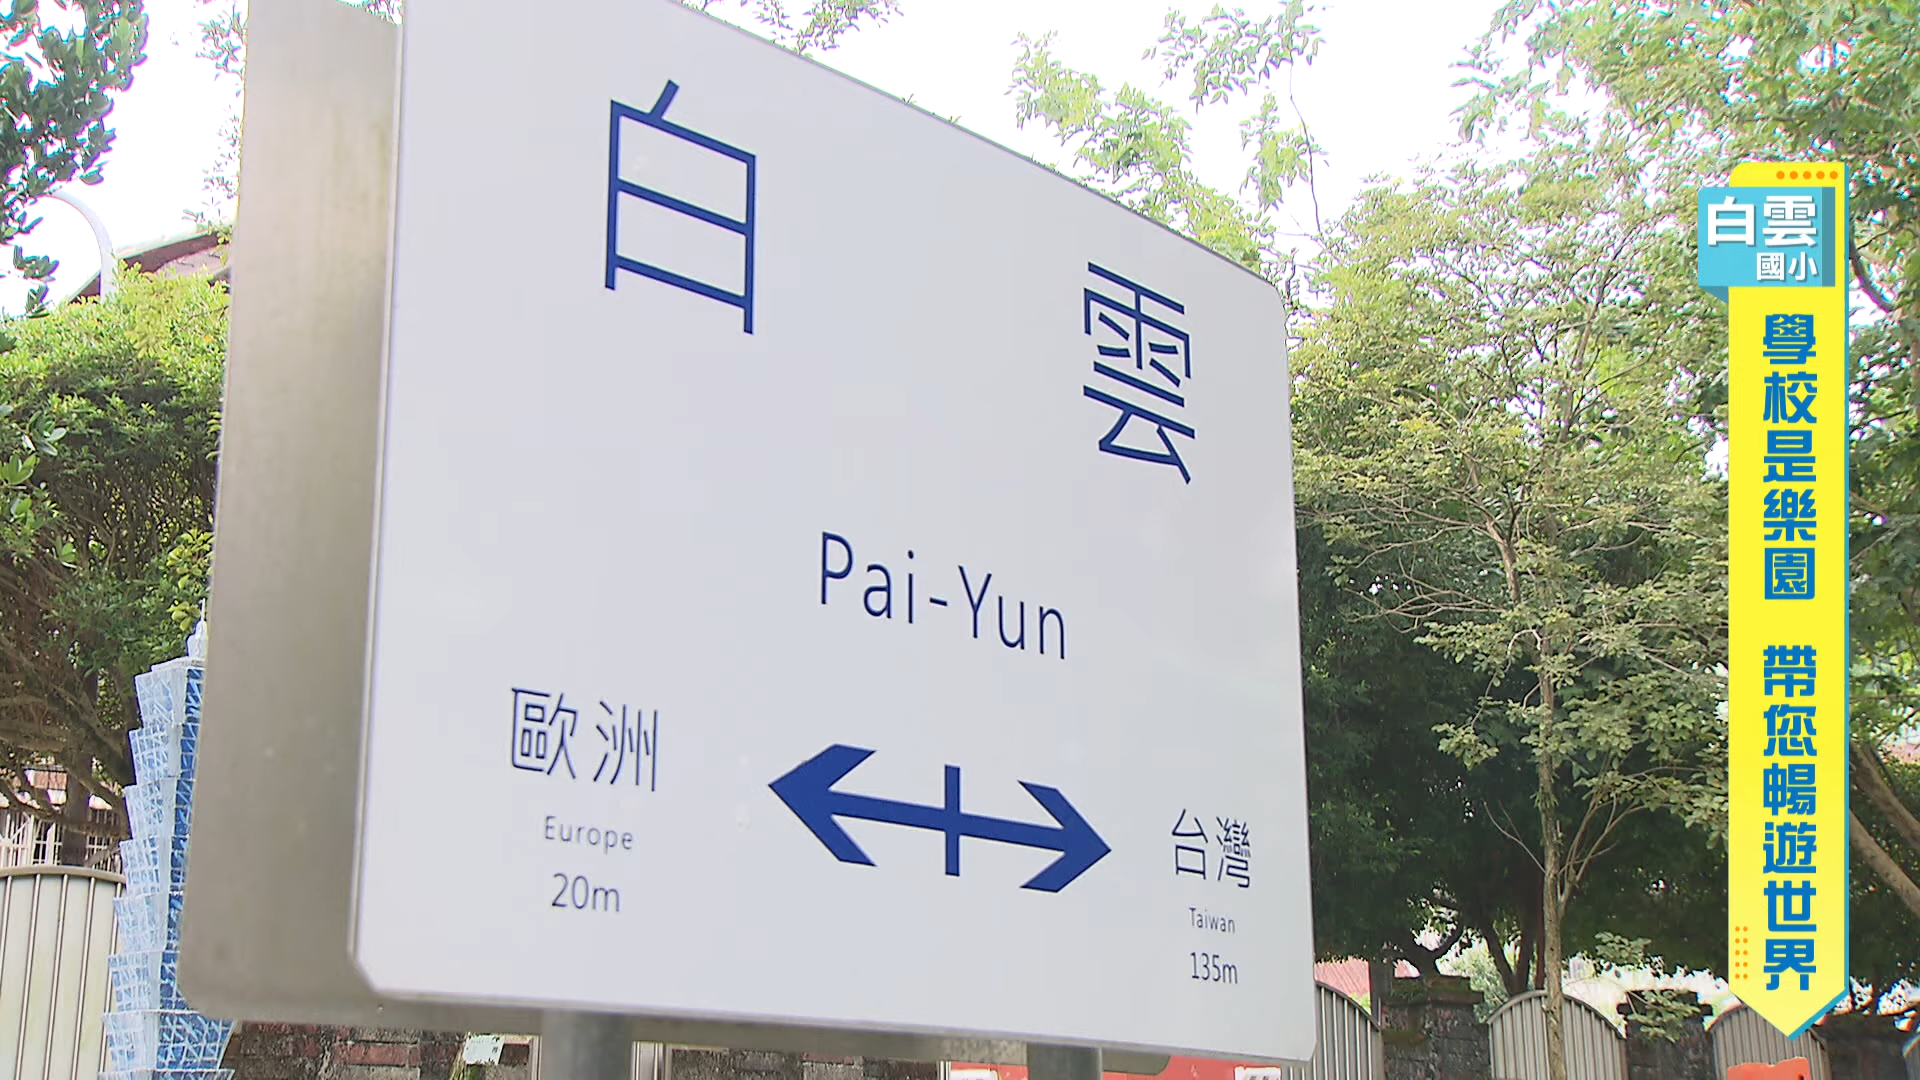 白雲
Pai-Yun
歐洲
Europe
20m
台灣
Taiwan
135m
白雲
國小
學校是樂園 帶您暢遊世界